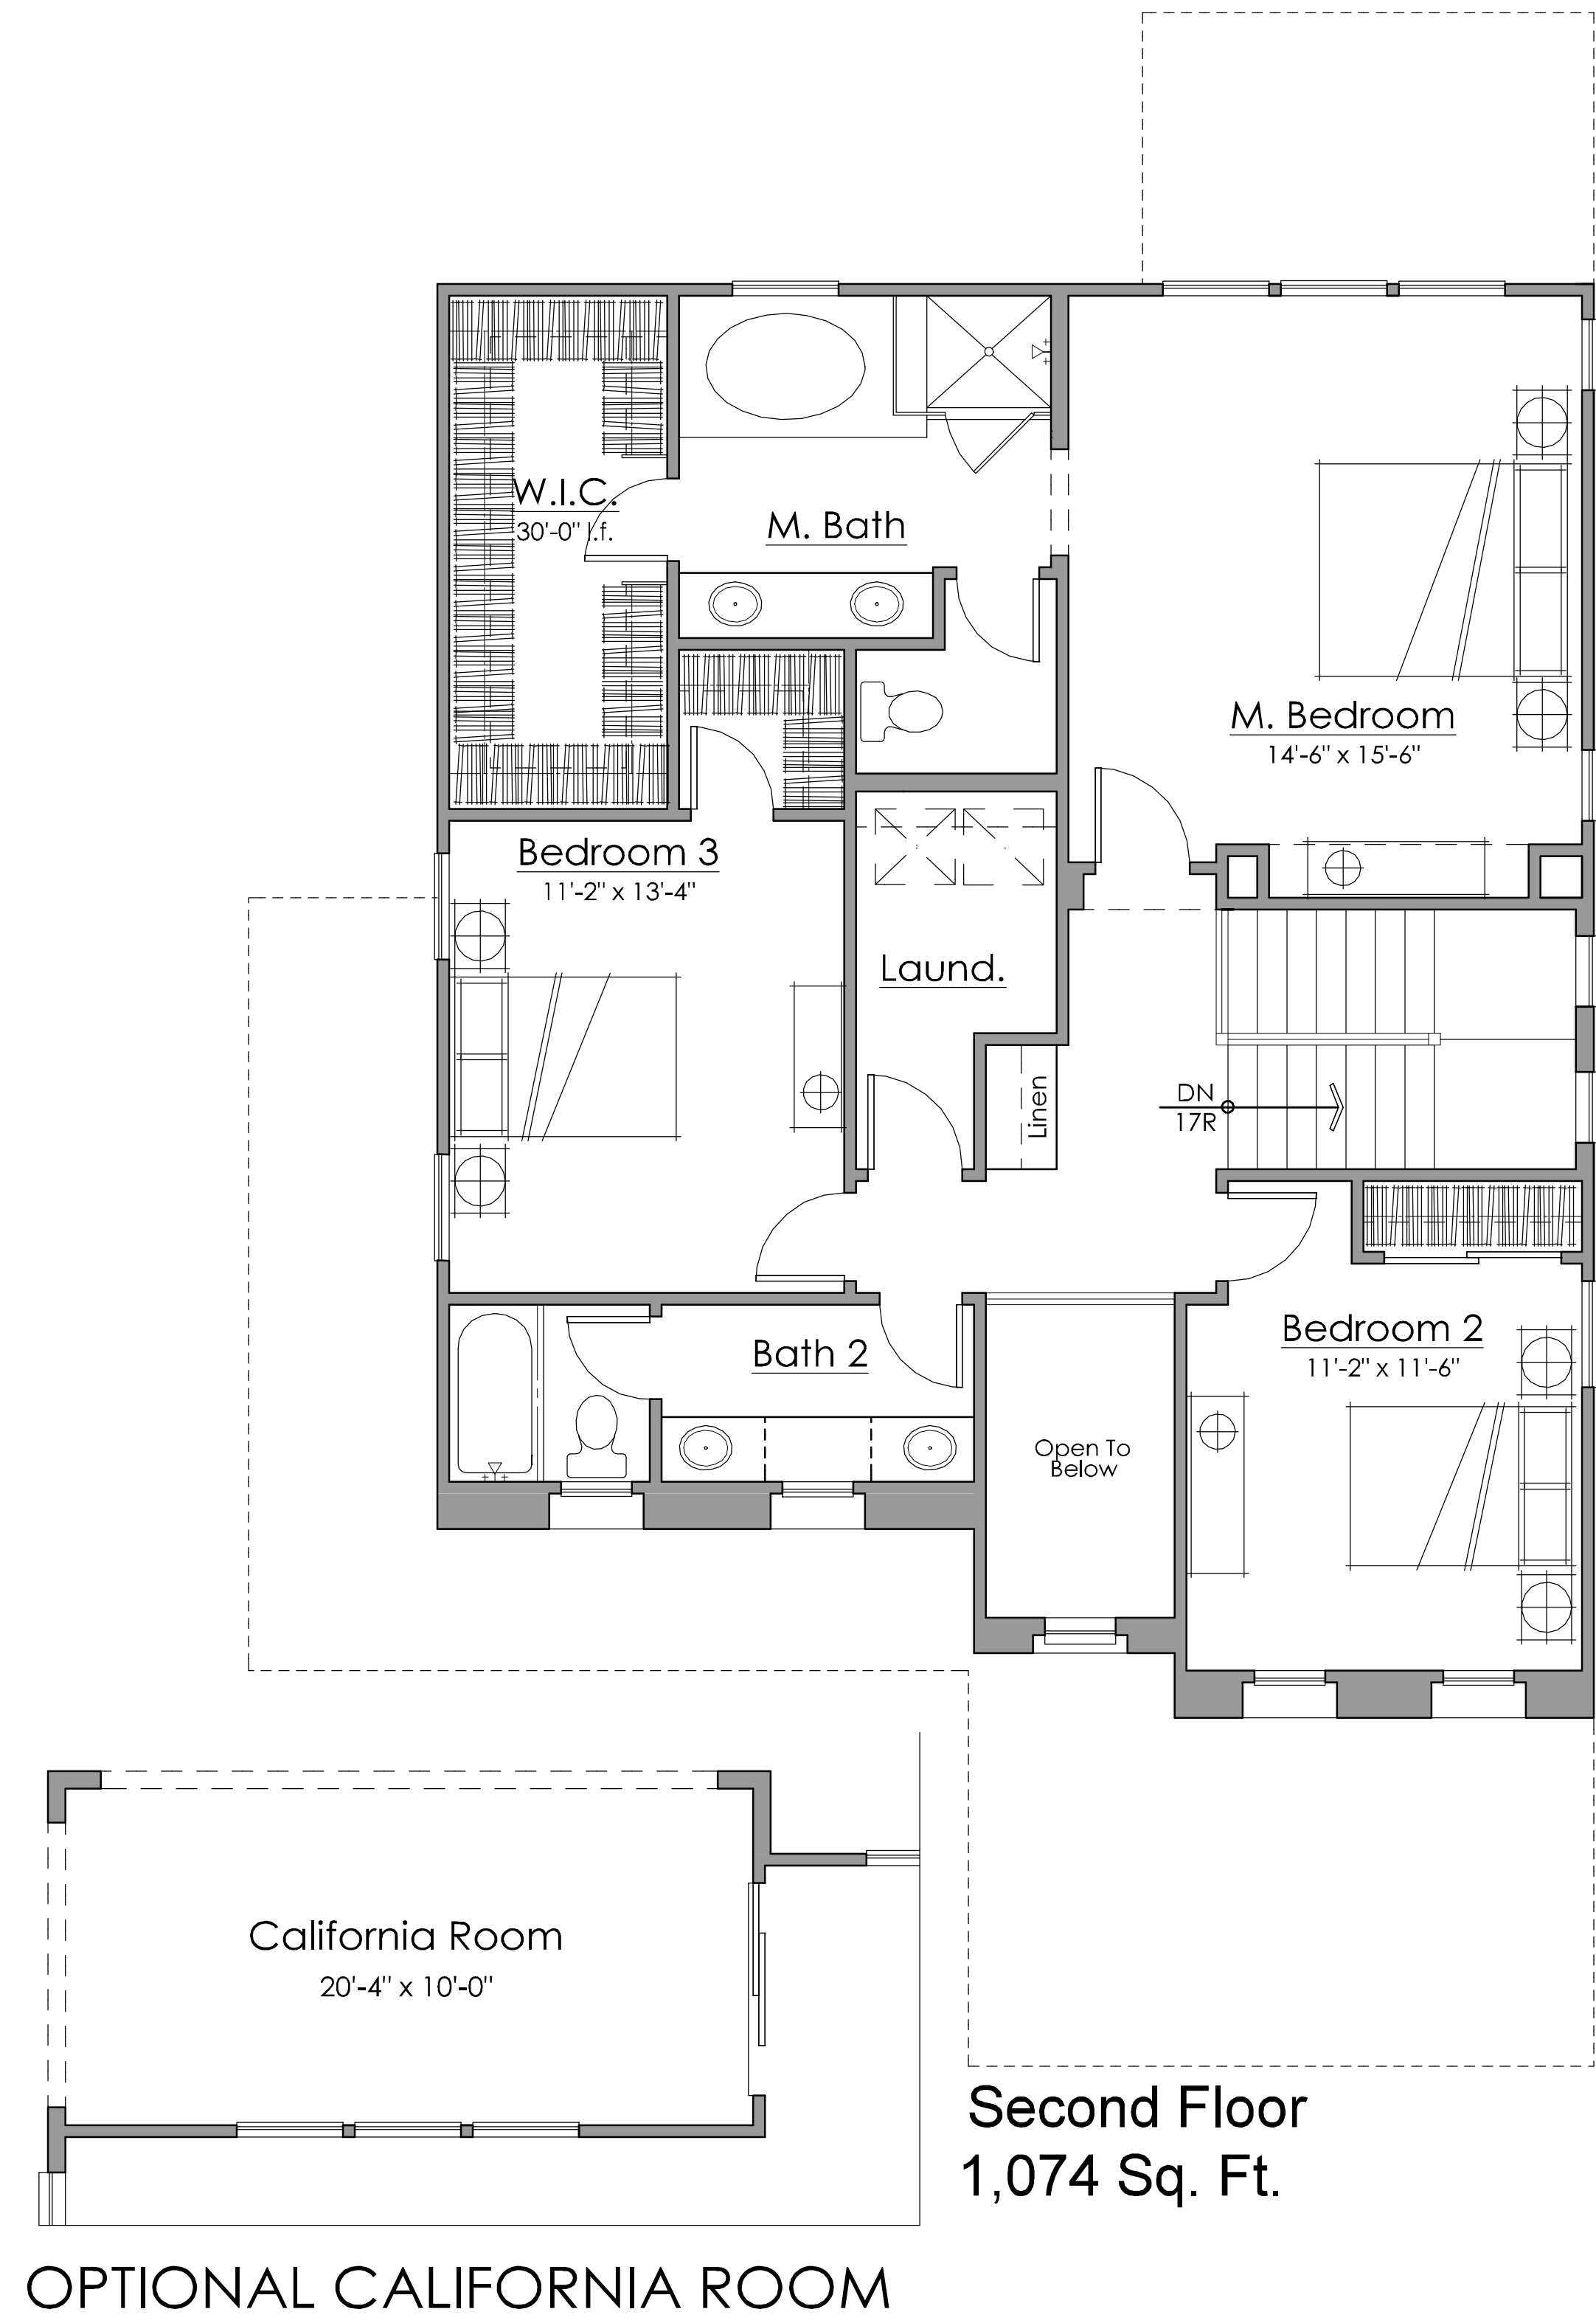 W.I.C.
30'-0" l.f.
M. Bath
M. Bedroom
14'-6" x 15'-6"
Bedroom 3
11'-2" x 13'-4"
Laund.
Linen
DN
17R
Bedroom 2
11'-2" x 11'-6"
Bath 2
Open To
Below
California Room
20'-4" x 10'-0"
Second Floor
1,074 Sq. Ft.
OPTIONAL CALIFORNIA ROOM